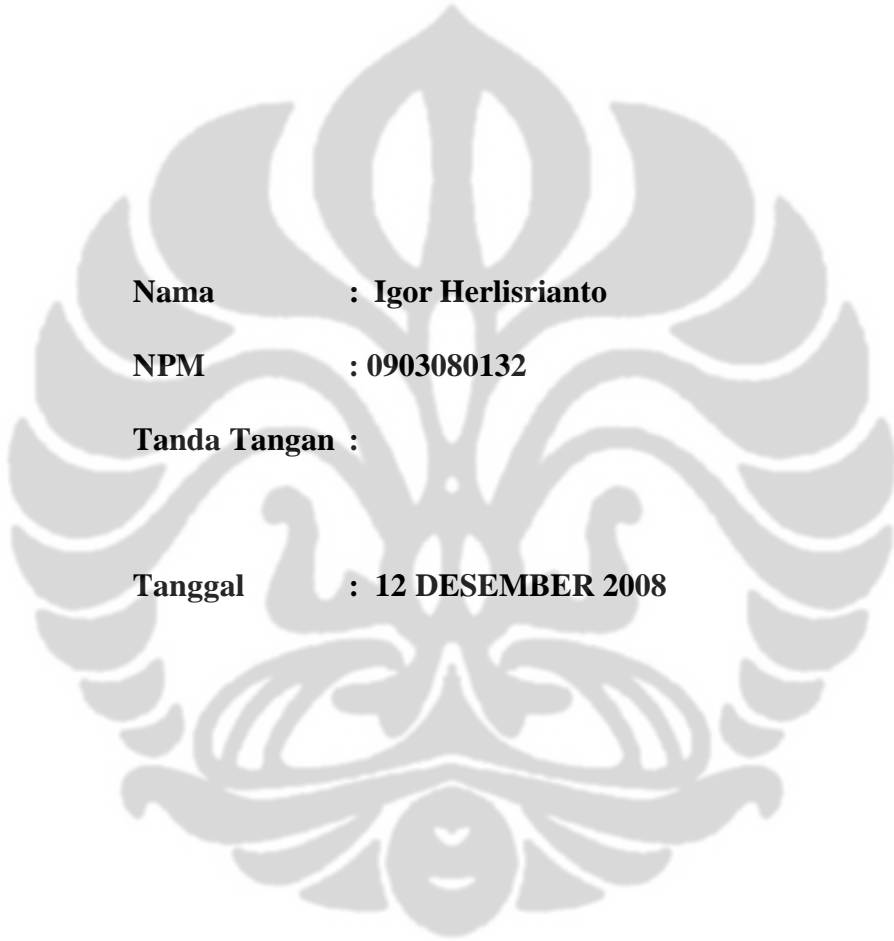 Nama : Igor Herlisrianto
NPM : 0903080132
Tanda Tangan :
Tanggal : 12 DESEMBER 2008